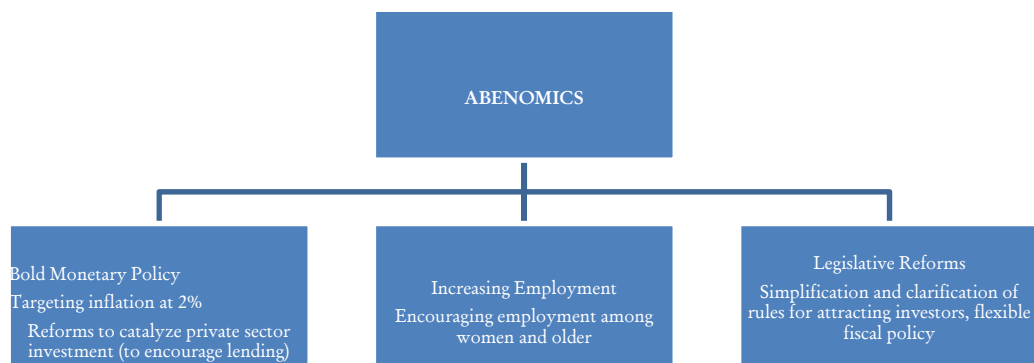 ABENOMICS
Bold Monetary Policy
Targeting inflation at 2%
Reforms to catalyze private sector
investment (to encourage lending)
Increasing Employment
Encouraging employment among
women and older
Legislative Reforms
Simplification and clarification of
rules for attracting investors, flexible
fiscal policy